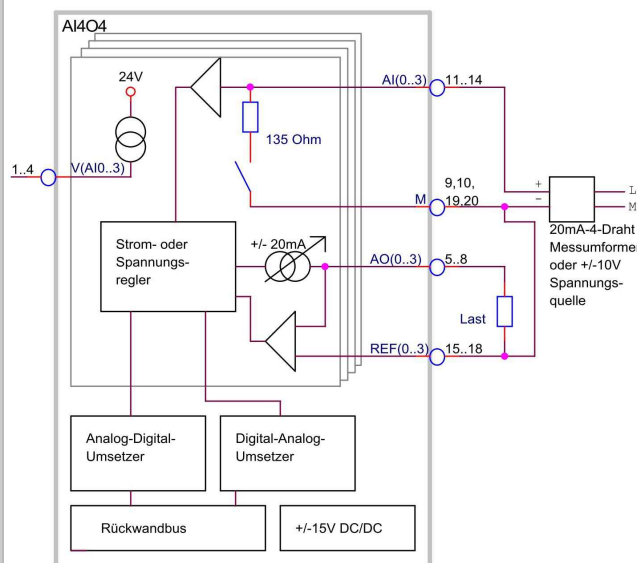 AI4O4
24V
AI(0..3) 11..14
135 Ohm
1..4 V(AI0..3)
9,10,
M 19,20
+
-
L
M
20mA-4-Draht
Messumformer
oder +/-10V
Spannungs-
quelle
Strom- oder
Spannungs-
regler
+/- 20mA
AO(0..3) 5..8
Last
REF(0..3) 15..18
Analog-Digital-
Umsetzer
Digital-Analog-
Umsetzer
Rückwandbus
+/-15V DC/DC